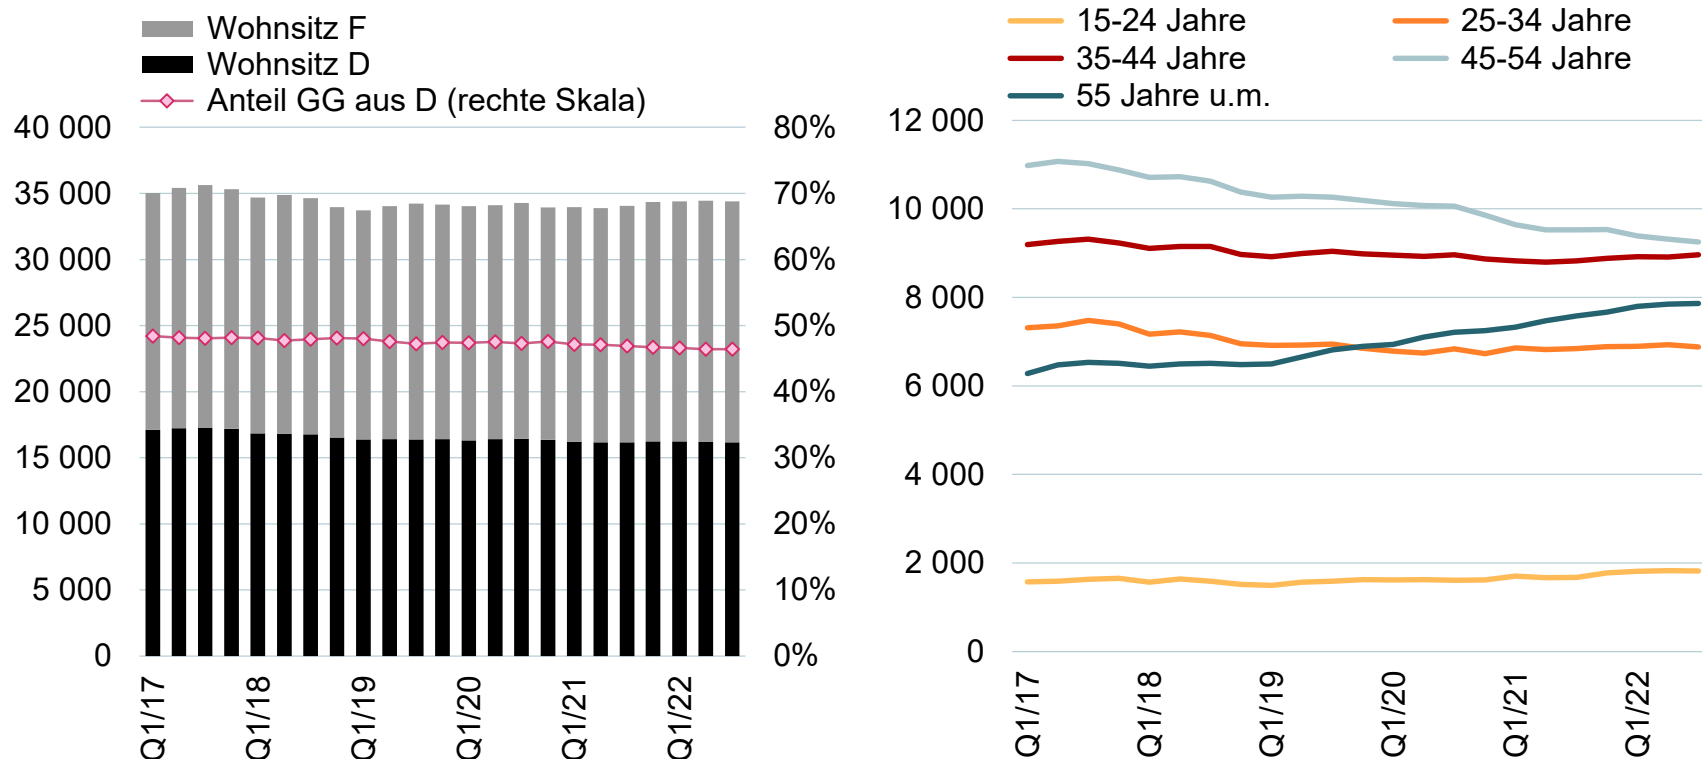 Wohnsitz F
Wohnsitz D
Anteil GG aus D (rechte Skala)
40 000
35 000
30 000
25 000
20 000
15 000
10 000
5 000
0
80%
70%
60%
50%
40%
30%
20%
10%
0%
Q1/17
Q1/18
Q1/19
Q1/20
Q1/21
Q1/22
15-24 Jahre
25-34 Jahre
35-44 Jahre
45-54 Jahre
55 Jahre u.m.
12 000
10 000
8 000
6 000
4 000
2 000
0
Q1/17
Q1/18
Q1/19
Q1/20
Q1/21
Q1/22